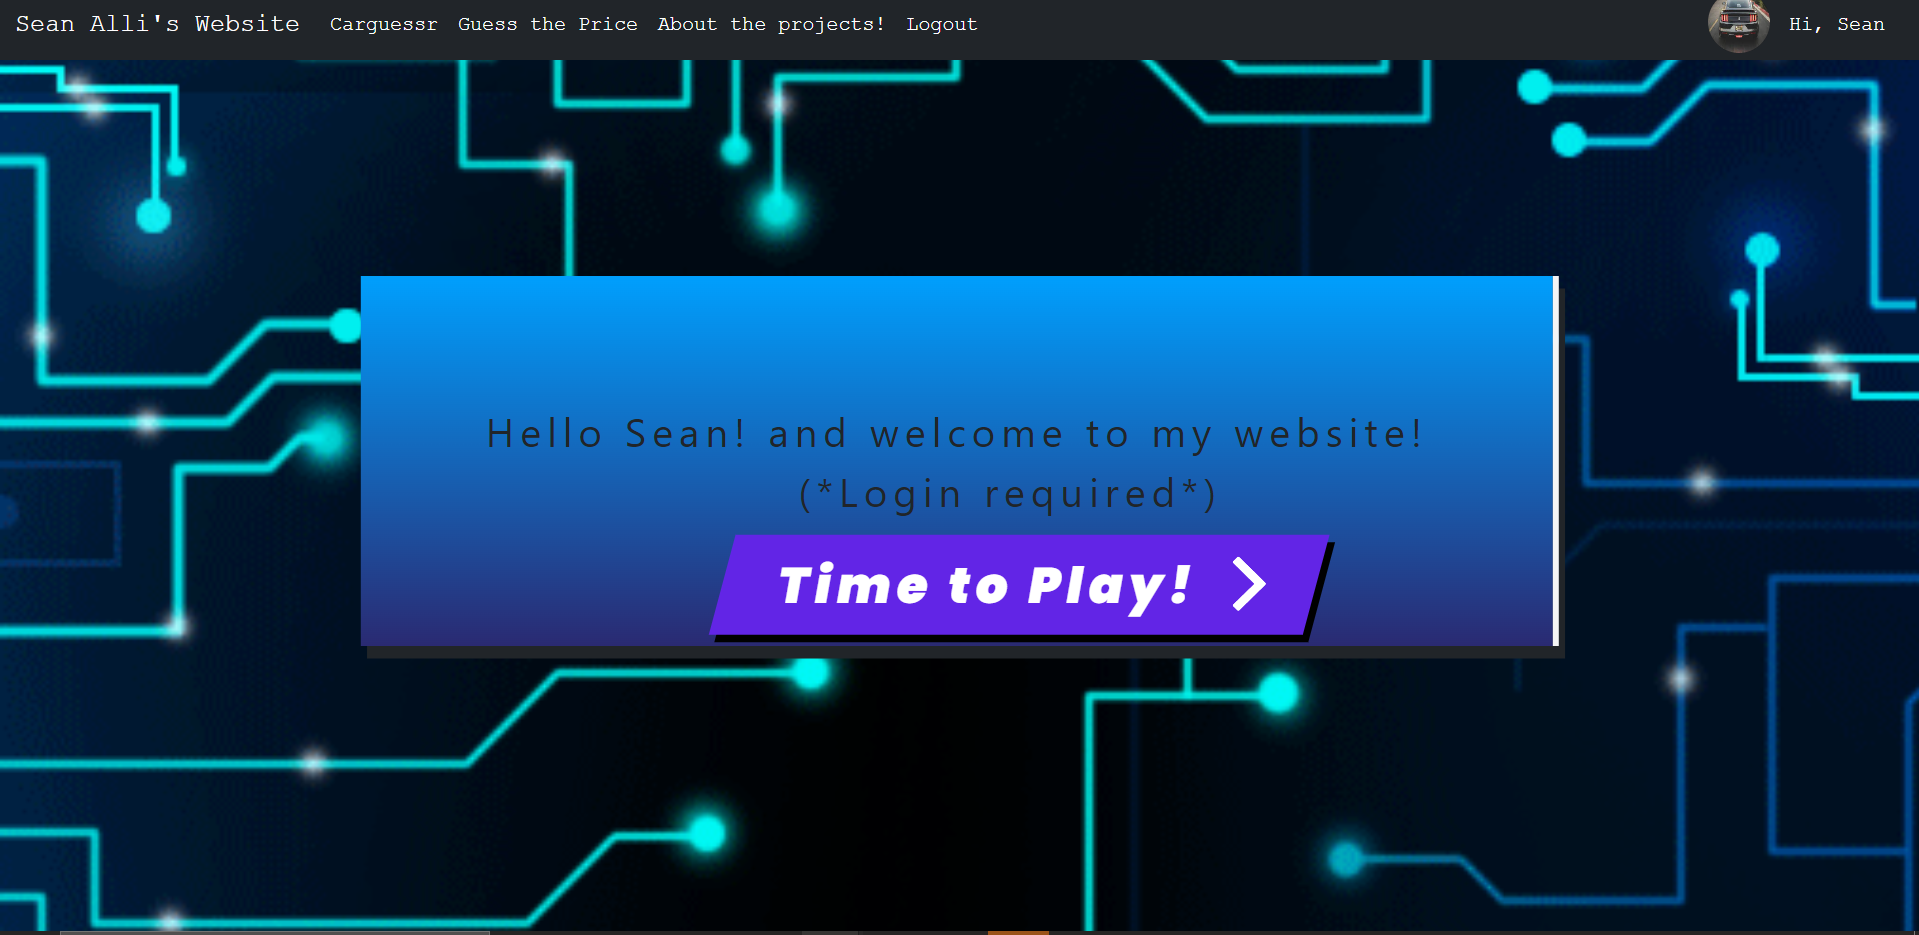 Sean Alli's Website Carguessr Guess the Price About the projects! Logout Hi, Sean
Hello Sean! and welcome to my website!
(*Login required*)
Time to Play!